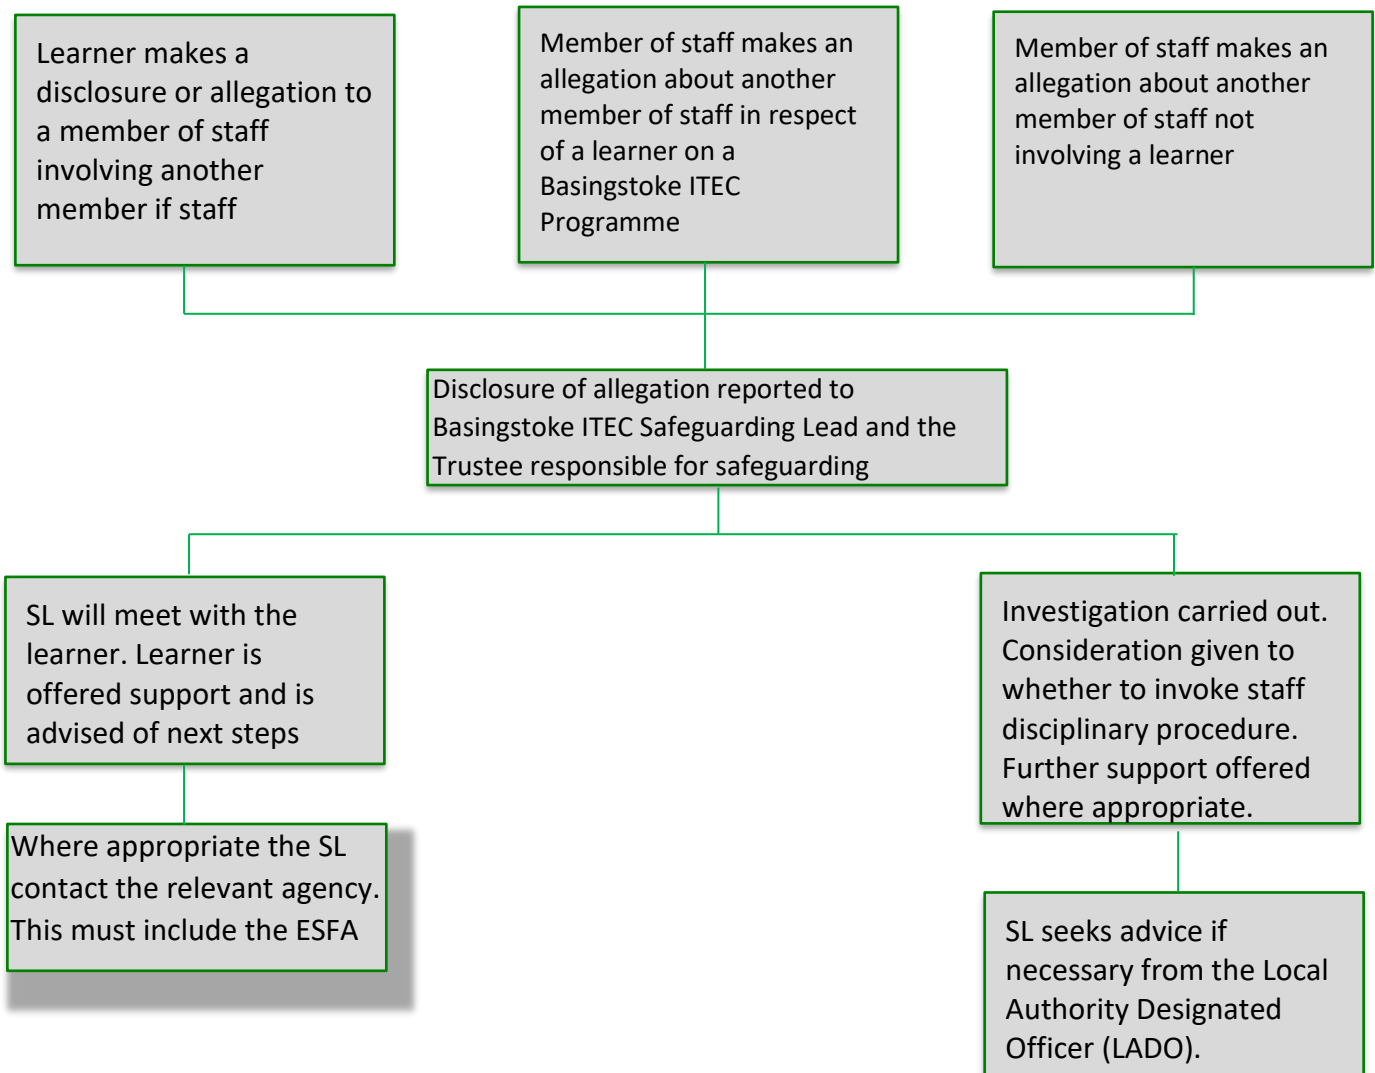 Learner makes a
disclosure or allegation to
a member of staff
involving another
member if staff
Member of staff makes an
allegation about another
member of staff in respect
of a learner on a
Basingstoke ITEC
Programme
Member of staff makes an
allegation about another
member of staff not
involving a learner
Disclosure of allegation reported to
Basingstoke ITEC Safeguarding Lead and the
Trustee responsible for safeguarding
SL will meet with the
learner. Learner is
offered support and is
advised of next steps
Where appropriate the SL
contact the relevant agency.
This must include the ESFA
Investigation carried out.
Consideration given to
whether to invoke staff
disciplinary procedure.
Further support offered
where appropriate.
SL seeks advice if
necessary from the Local
Authority Designated
Officer (LADO).